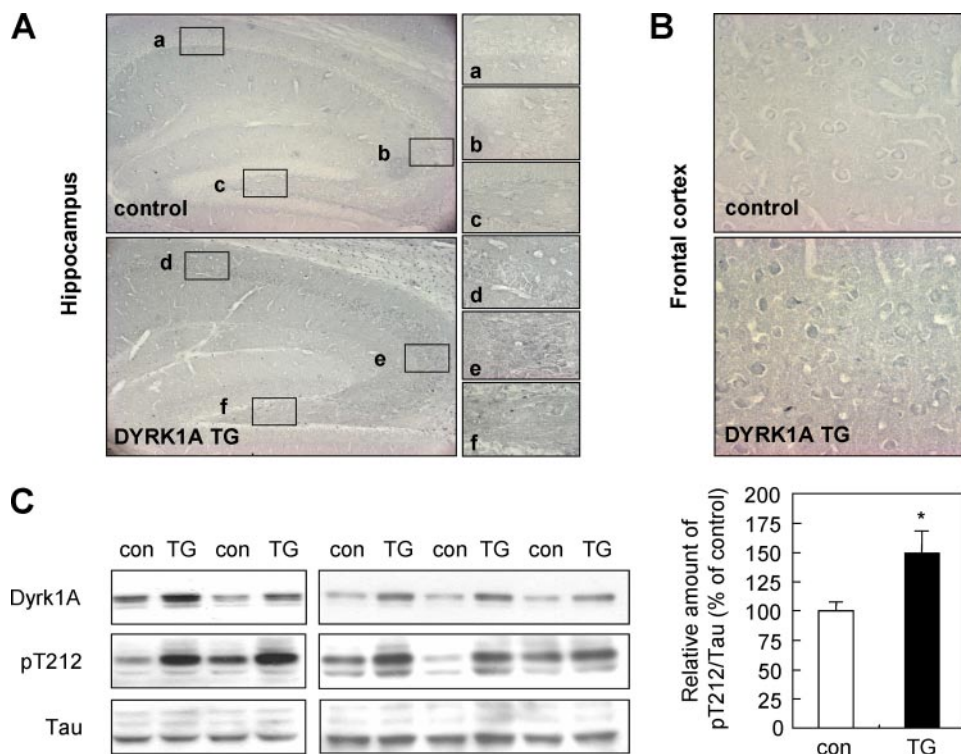 A
Hippocampus
a
b
c
control
d
e
f
DYRK1A TG
a
b
c
d
e
f
B
Frontal cortex
control
DYRK1A TG
C
con TG con TG con TG con TG con TG
Dyrk1A
pT212
Tau
Relative amount of
pT212/Tau (% of control)
200
175
150
125
100
75
50
25
0
*
con TG